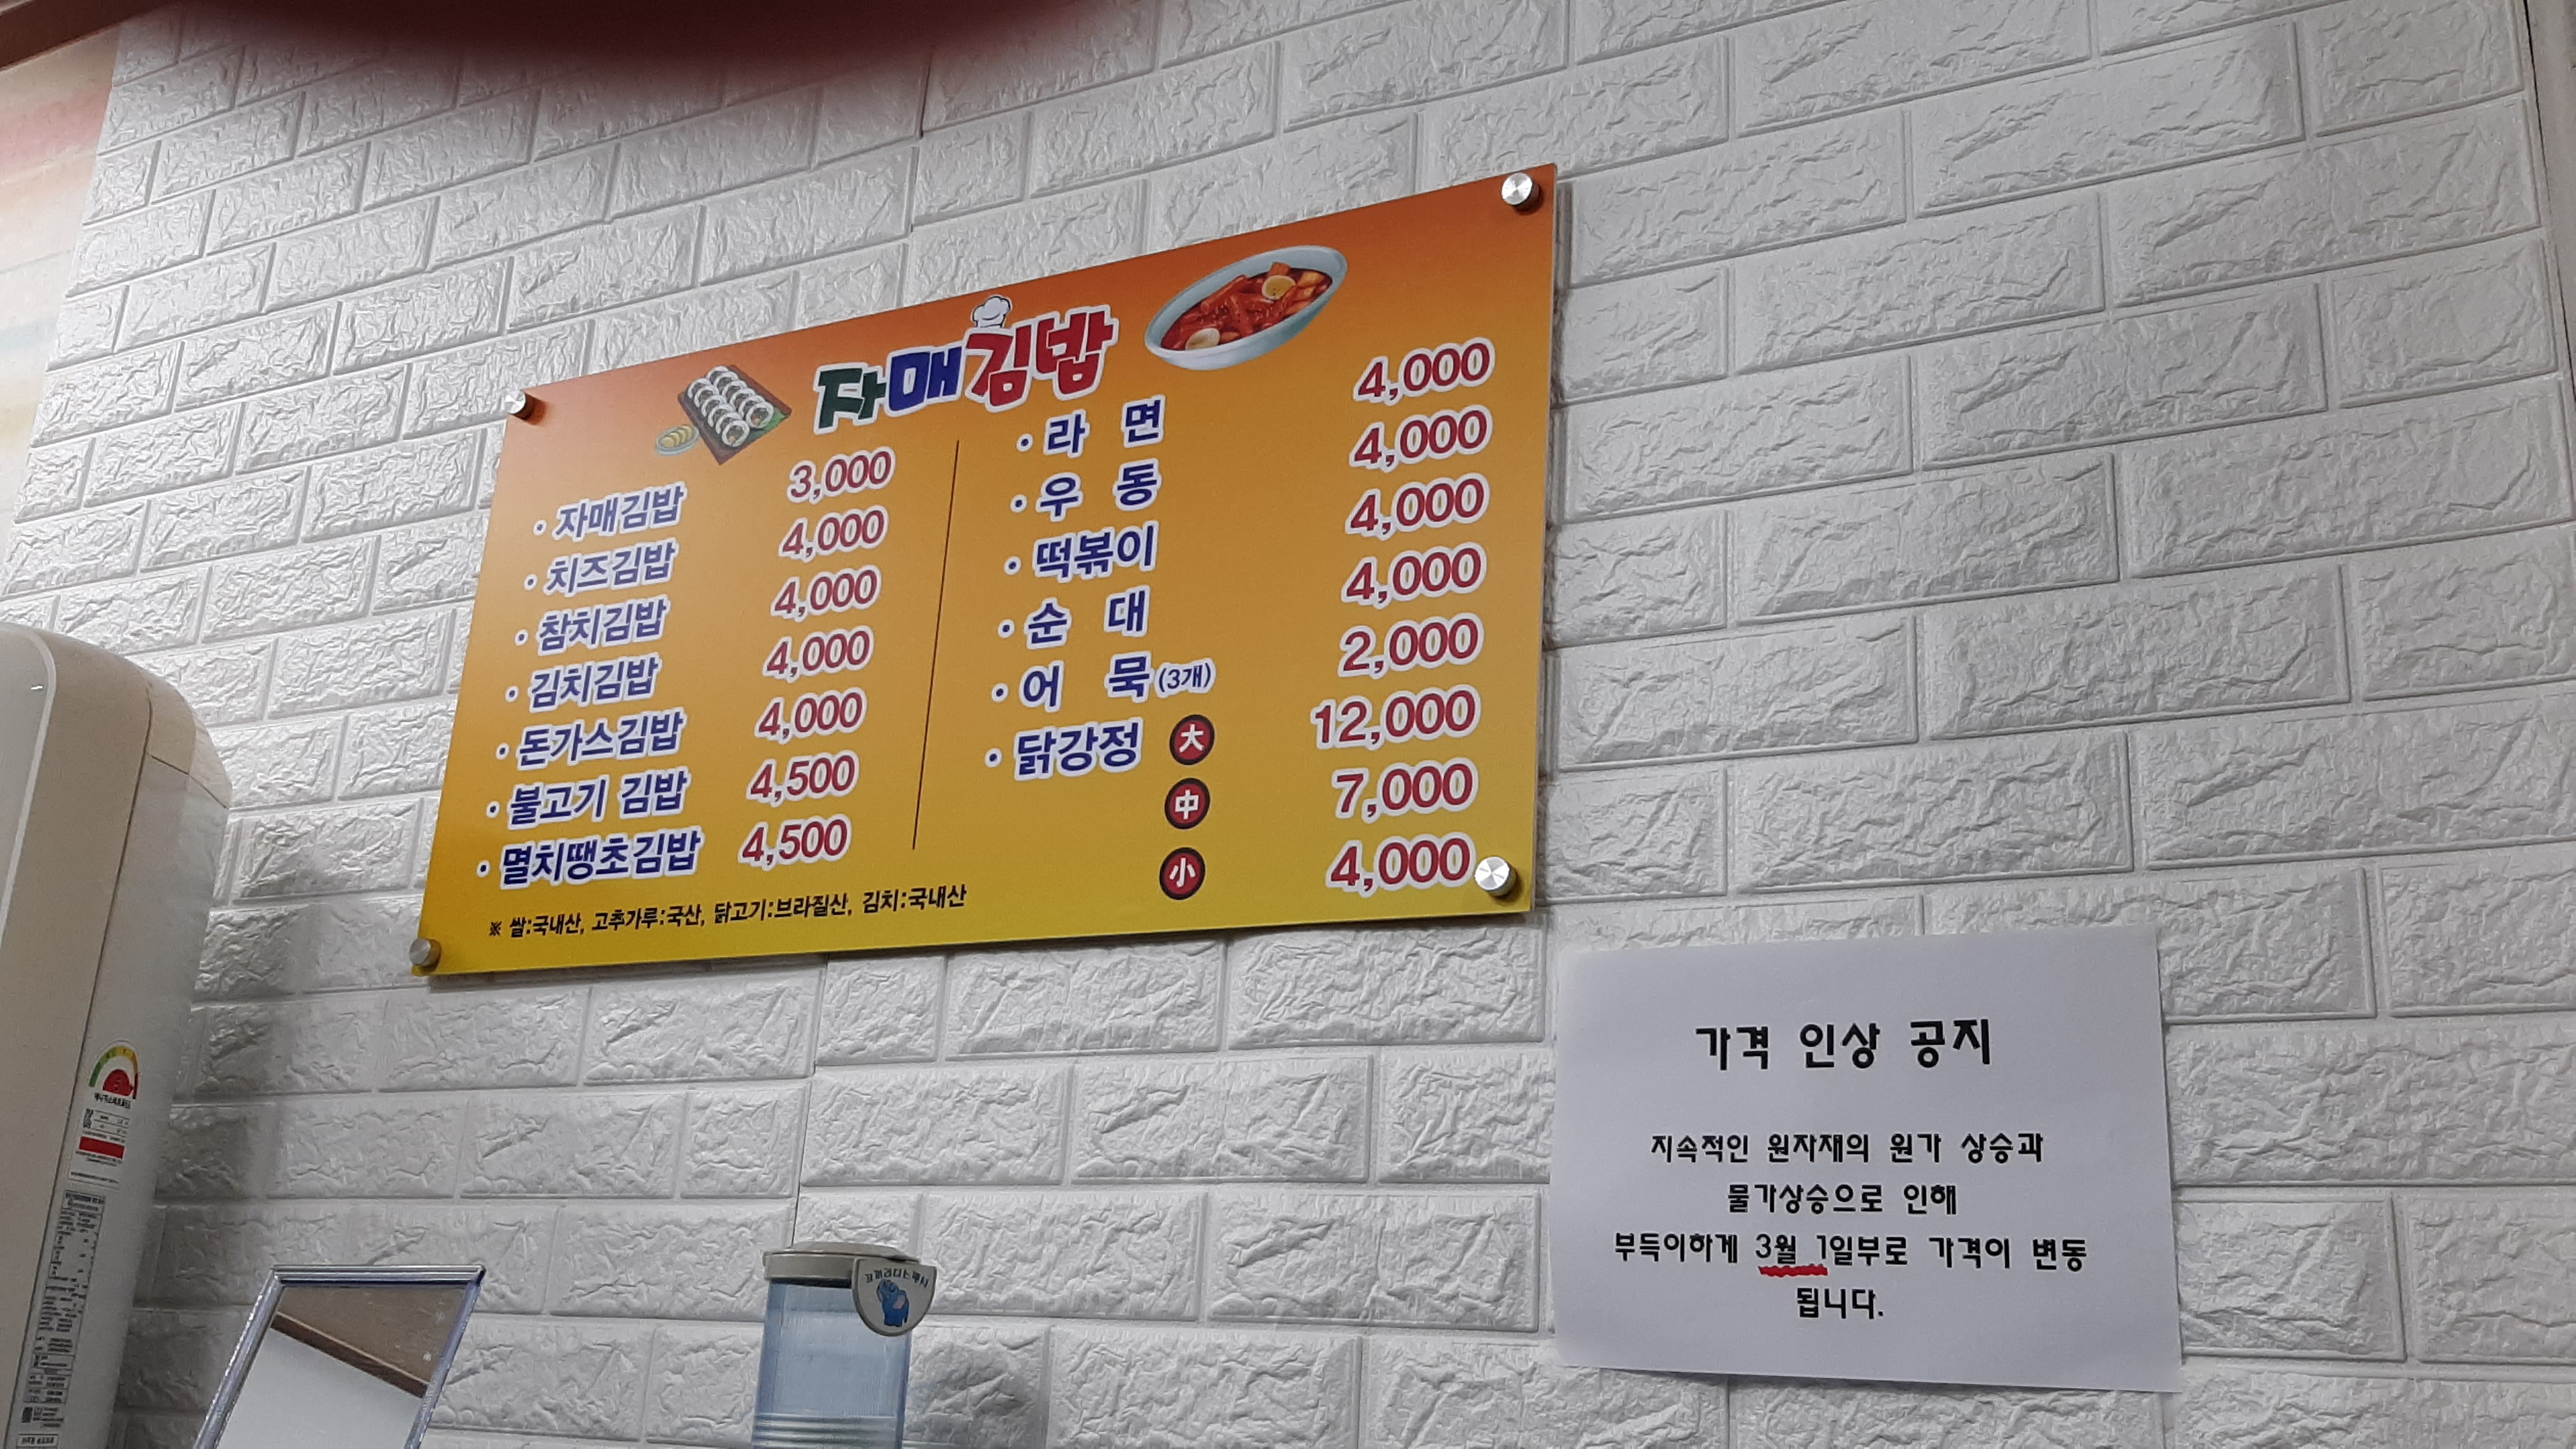 자매김밥
· 자매김밥 3,000
· 치즈김밥 4,000
· 참치김밥 4,000
· 김치김밥 4,000
· 돈가스김밥 4,000
· 불고기 김밥 4,500
· 멸치땡초김밥 4,500
· 라 면 4,000
· 우 동 4,000
· 떡볶이 4,000
· 순 대 4,000
· 어 묵(3개) 2,000
· 닭강정 大 12,000
中 7,000
小 4,000
※ 쌀:국내산, 고추가루:국산, 닭고기:브라질산, 김치:국내산
가격 인상 공지
지속적인 원자재의 원가 상승과
물가상승으로 인해
부득이하게 3월 1일부로 가격이 변동
됩니다.